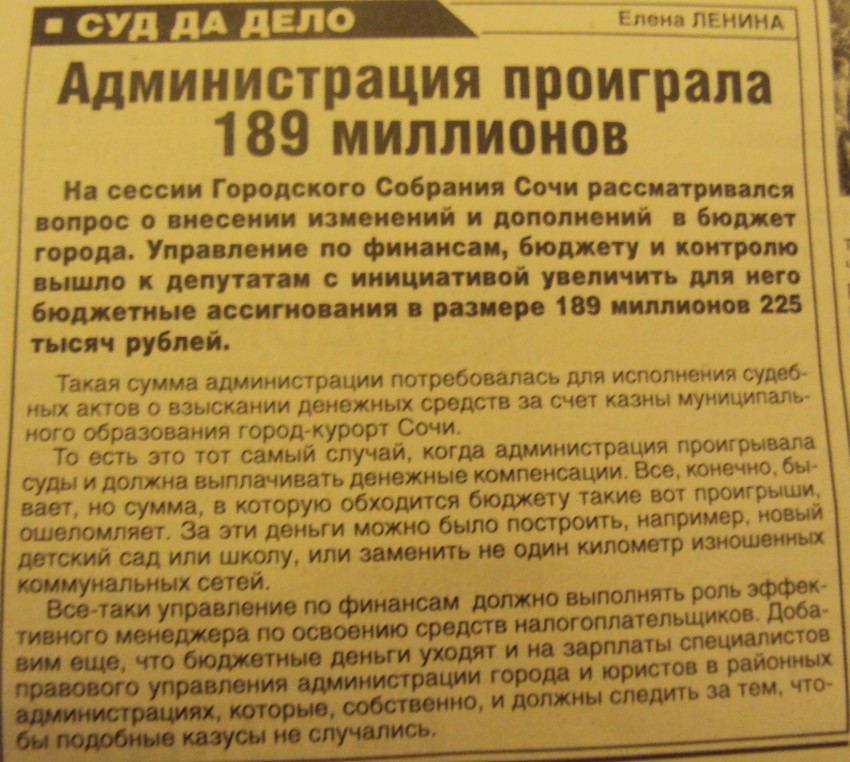 СУД ДА ДЕЛО
Елена ЛЕНИНА
Администрация проиграла
189 миллионов
На сессии Городского Собрания Сочи рассматривался
вопрос о внесении изменений и дополнений в бюджет
города. Управление по финансам, бюджету и контролю
вышло к депутатам с инициативой увеличить для него
бюджетные ассигнования в размере 189 миллионов 225
тысяч рублей.
Такая сумма администрации потребовалась для исполнения судеб-
ных актов о взыскании денежных средств за счет казны муниципаль-
ного образования город-курорт Сочи.
То есть это тот самый случай, когда администрация проигрывала
суды и должна выплачивать денежные компенсации. Все, конечно, бы-
вает, но сумма, в которую обходится бюджету такие вот проигрыши,
ошеломляет. За эти деньги можно было построить, например, новый
детский сад или школу, или заменить не один километр изношенных
коммунальных сетей.
Все-таки управление по финансам должно выполнять роль эффек-
тивного менеджера по освоению средств налогоплательщиков. Доба-
вим еще, что бюджетные деньги уходят и на зарплаты специалистов
правового управления администрации города и юристов в районных
администрациях, которые, собственно, и должны следить за тем, что-
бы подобные казусы не случались.